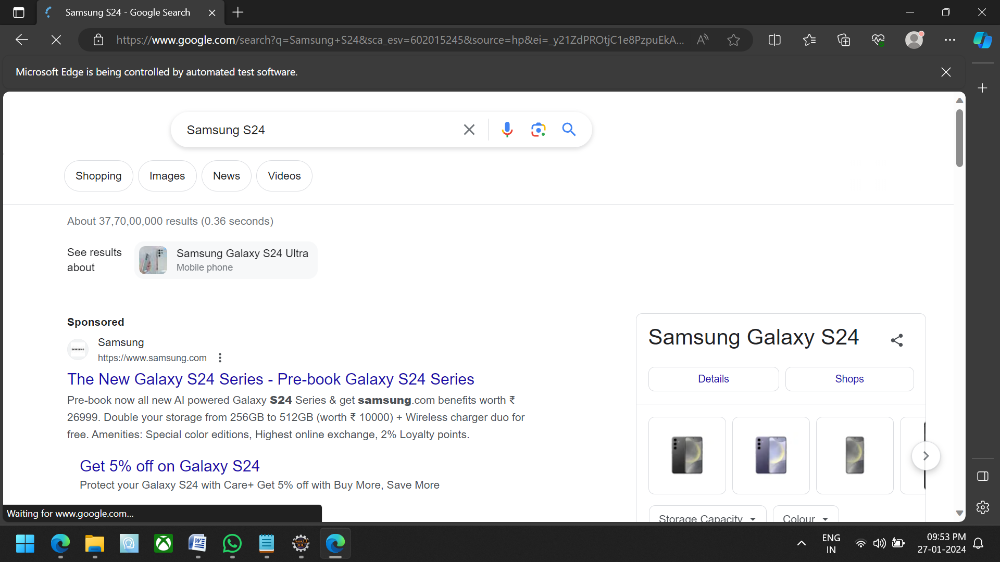 Samsung S24 - Google Search
https://www.google.com/search?q=Samsung+S24&sca_esv=602015245&source=hp&ei=_y21ZdPROtjC1e8PzpuEkA...
Microsoft Edge is being controlled by automated test software.
Samsung S24
Shopping
Images
News
Videos
About 37,70,00,000 results (0.36 seconds)
See results
about
Samsung Galaxy S24 Ultra
Mobile phone
Sponsored
SAMSUNG
Samsung
https://www.samsung.com
The New Galaxy S24 Series - Pre-book Galaxy S24 Series
Pre-book now all new AI powered Galaxy S24 Series & get samsung.com benefits worth ₹
26999. Double your storage from 256GB to 512GB (worth ₹ 10000) + Wireless charger duo for
free. Amenities: Special color editions, Highest online exchange, 2% Loyalty points.
Get 5% off on Galaxy S24
Protect your Galaxy S24 with Care+ Get 5% off with Buy More, Save More
Samsung Galaxy S24
Details
Shops
Storage Capacity
Colour
Waiting for www.google.com...
Java EE
IDE
ENG
IN
09:53 PM
27-01-2024